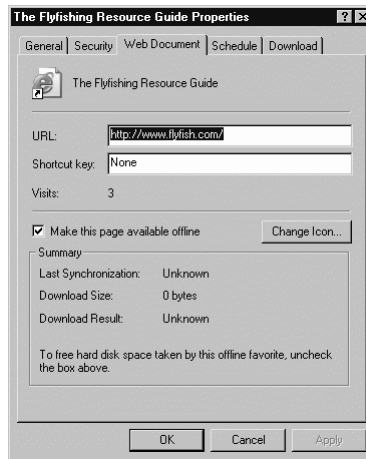 The Flyfishing Resource Guide Properties
General Security Web Document Schedule Download
The Flyfishing Resource Guide
URL: http://www.flyfish.com/
Shortcut key: None
Visits: 3
Make this page available offline Change Icon...
Summary
Last Synchronization: Unknown
Download Size: 0 bytes
Download Result: Unknown
To free hard disk space taken by this offline favorite, uncheck
the box above.
OK Cancel Apply